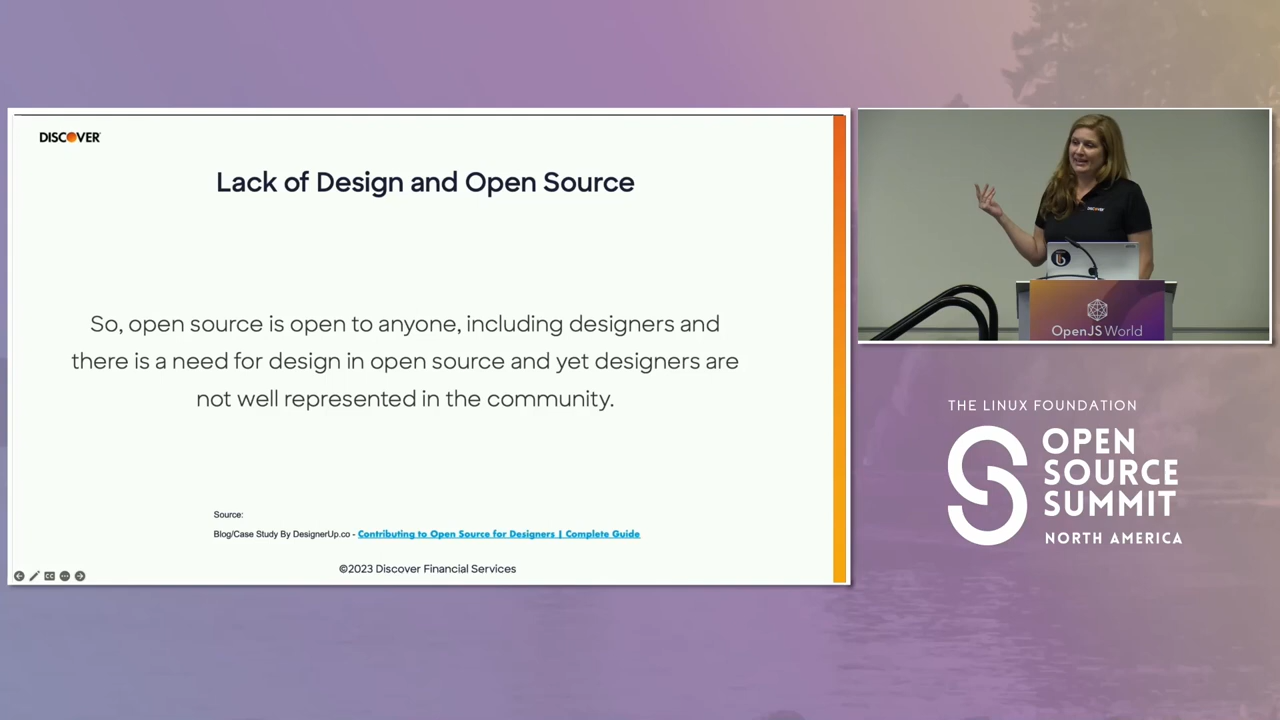 DISCOVER
Lack of Design and Open Source
So, open source is open to anyone, including designers and
there is a need for design in open source and yet designers are
not well represented in the community.
Source:
Blog/Case Study By DesignerUp.co - Contributing to Open Source for Designers | Complete Guide
©2023 Discover Financial Services
DISCOVER
OpenJS World
THE LINUX FOUNDATION
OPEN
SOURCE
SUMMIT
NORTH AMERICA